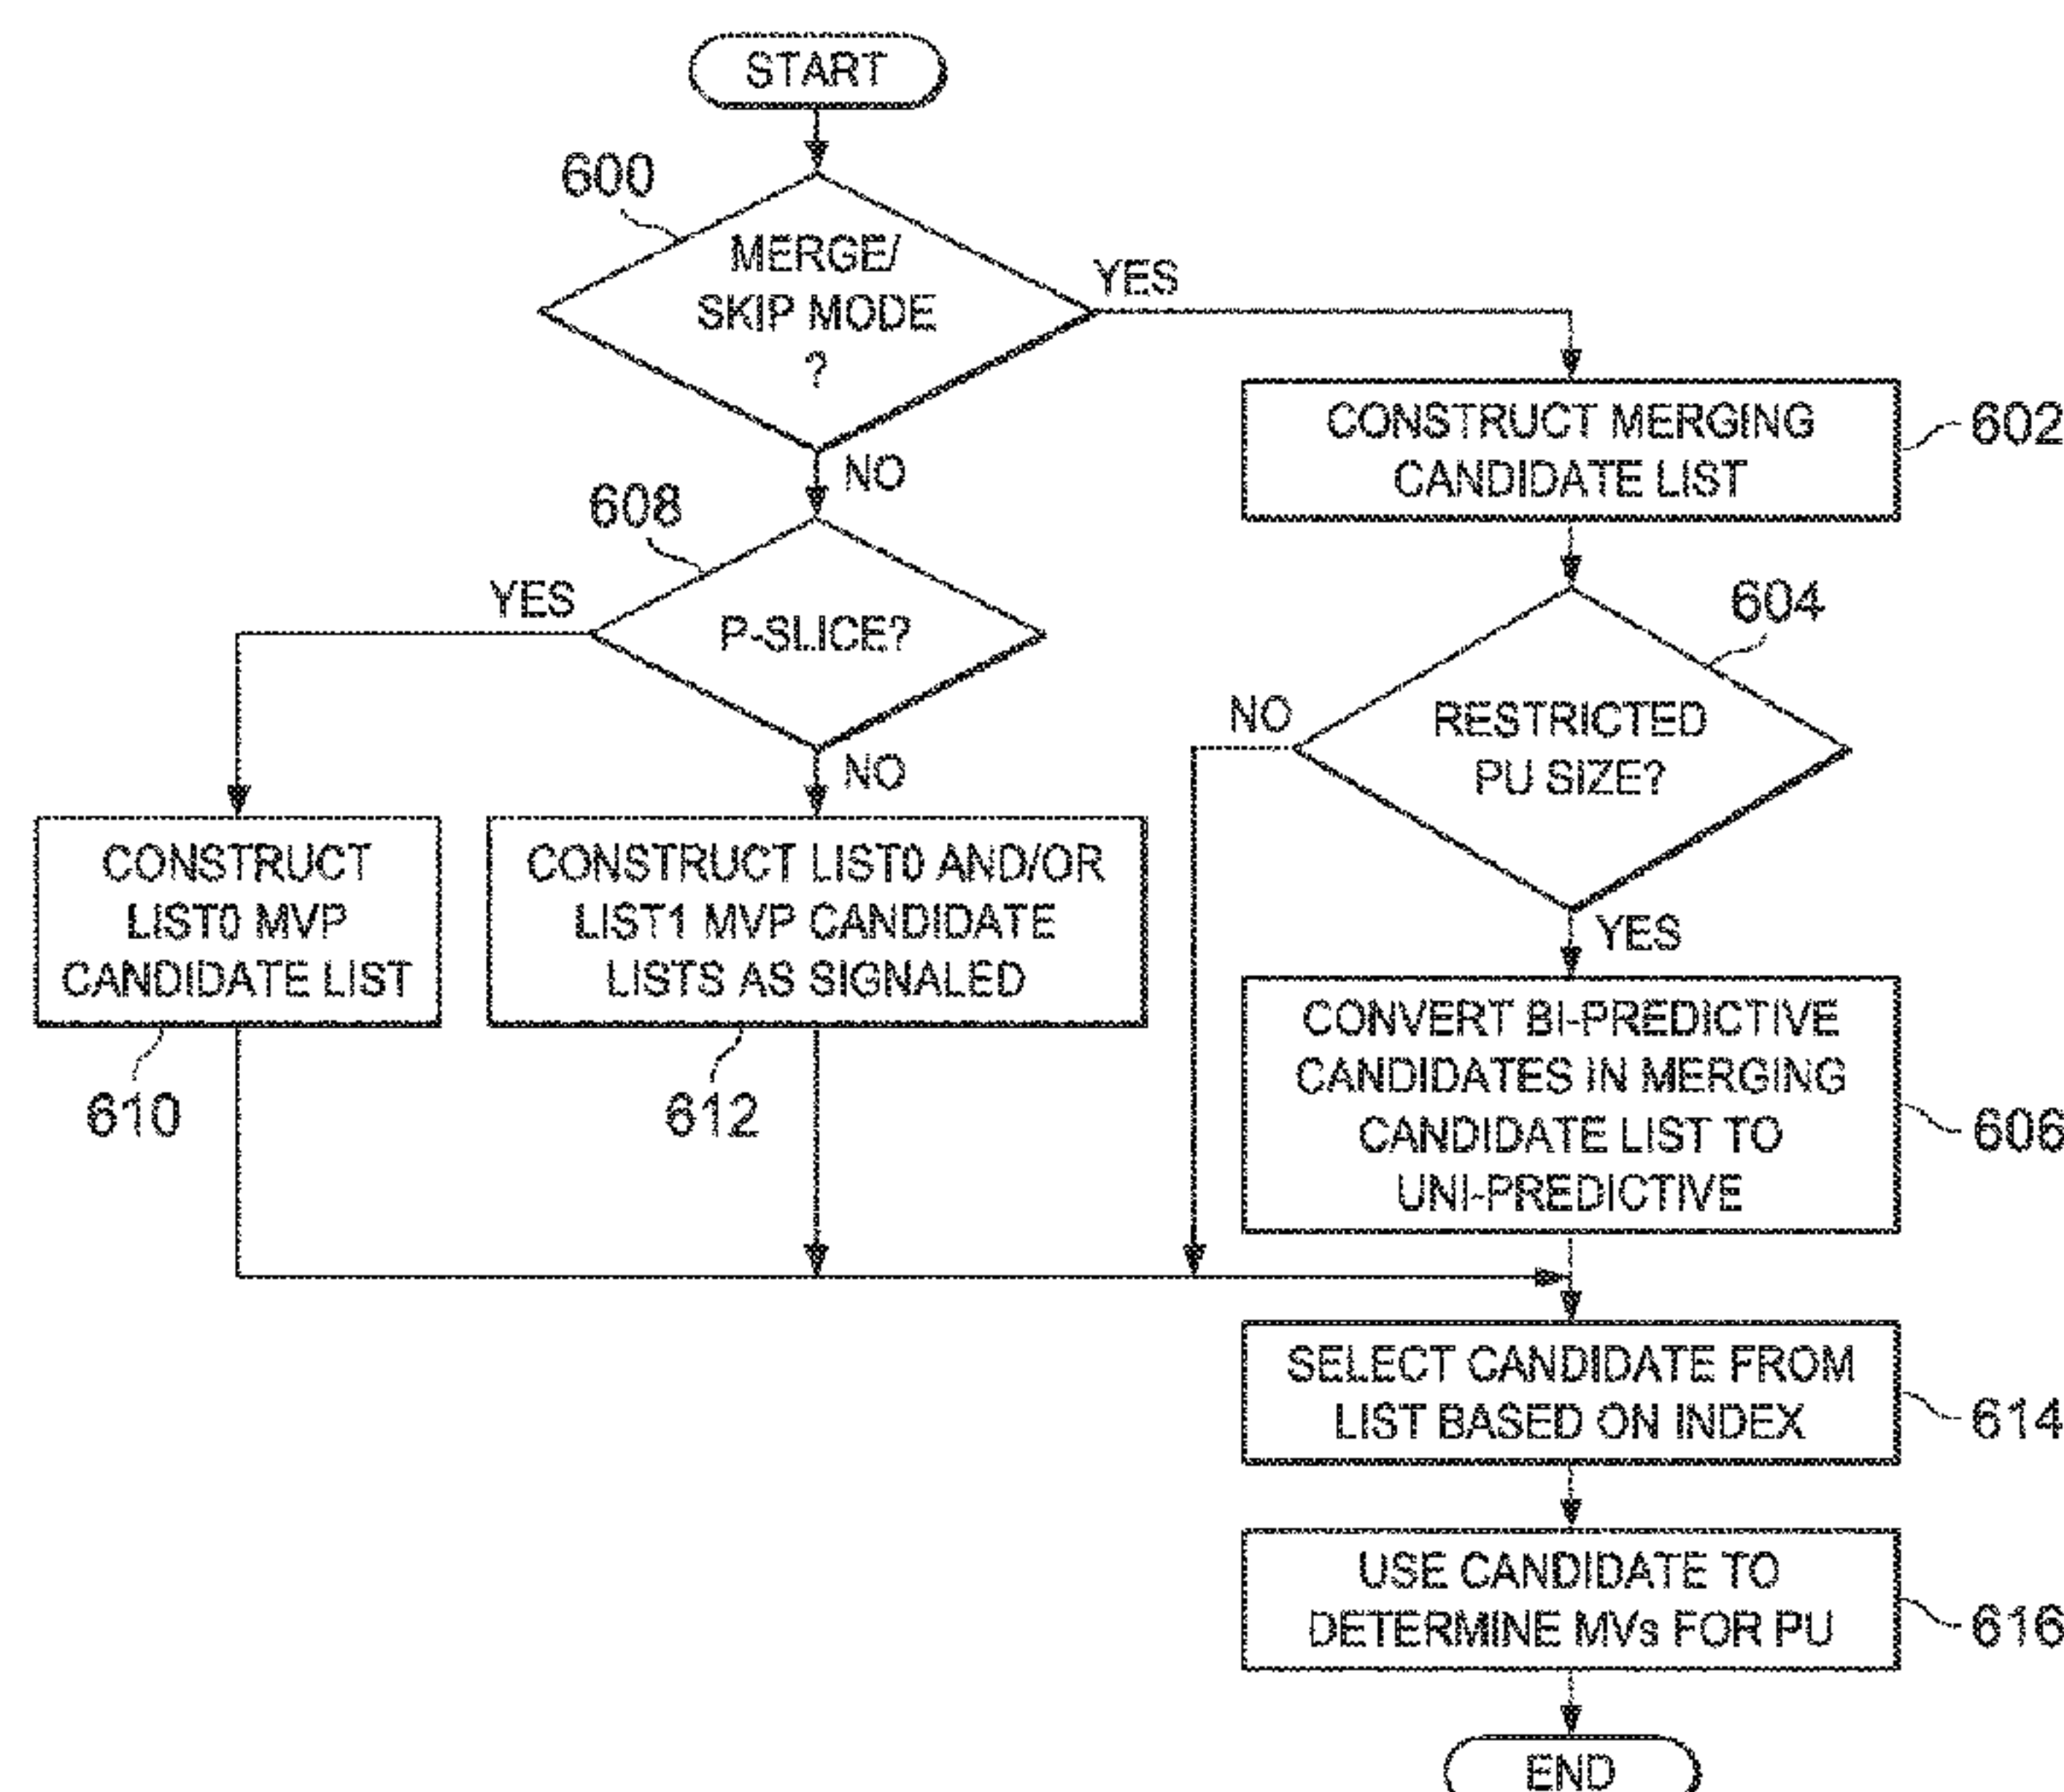 START
600
MERGE/
SKIP MODE
?
YES
NO
CONSTRUCT MERGING
CANDIDATE LIST
602
608
P-SLICE?
YES
NO
604
RESTRICTED
PU SIZE?
NO
YES
CONSTRUCT
LIST0 MVP
CANDIDATE LIST
610
CONSTRUCT LIST0 AND/OR
LIST1 MVP CANDIDATE
LISTS AS SIGNALED
612
CONVERT BI-PREDICTIVE
CANDIDATES IN MERGING
CANDIDATE LIST TO
UNI-PREDICTIVE
606
SELECT CANDIDATE FROM
LIST BASED ON INDEX
614
USE CANDIDATE TO
DETERMINE MVs FOR PU
616
END